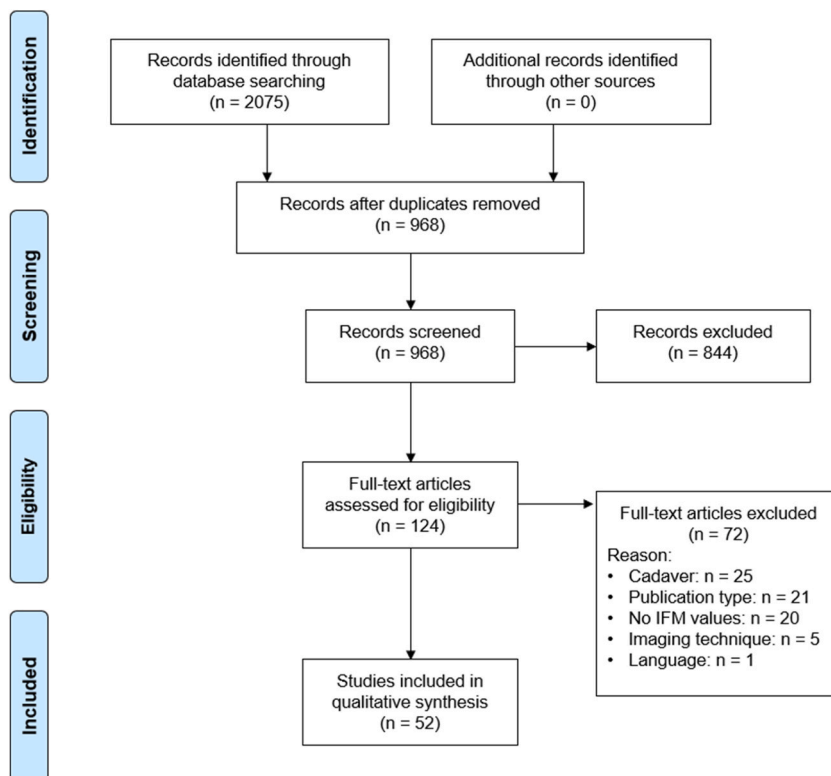 Identification
Records identified through
database searching
(n = 2075)
Additional records identified
through other sources
(n = 0)
Records after duplicates removed
(n = 968)
Screening
Records screened
(n = 968)
Records excluded
(n = 844)
Eligibility
Full-text articles
assessed for eligibility
(n = 124)
Full-text articles excluded
(n = 72)
Reason:
• Cadaver: n = 25
• Publication type: n = 21
• No IFM values: n = 20
• Imaging technique: n = 5
• Language: n = 1
Included
Studies included in
qualitative synthesis
(n = 52)